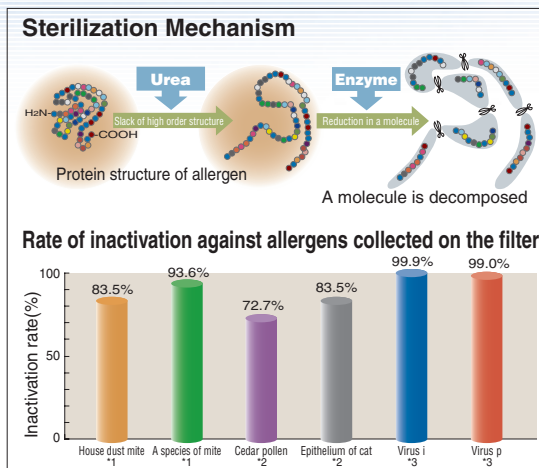 Sterilization Mechanism
Urea
Enzyme
H2N-
-COOH
Slack of high order structure
Reduction in a molecule
Protein structure of allergen
A molecule is decomposed
Rate of inactivation against allergens collected on the filter
Inactivation rate(%)
100
50
0
83.5%
93.6%
72.7%
83.5%
99.9%
99.0%
House dust mite
*1
A species of mite
*1
Cedar pollen
*2
Epithelium of cat
*2
Virus i
*3
Virus p
*3